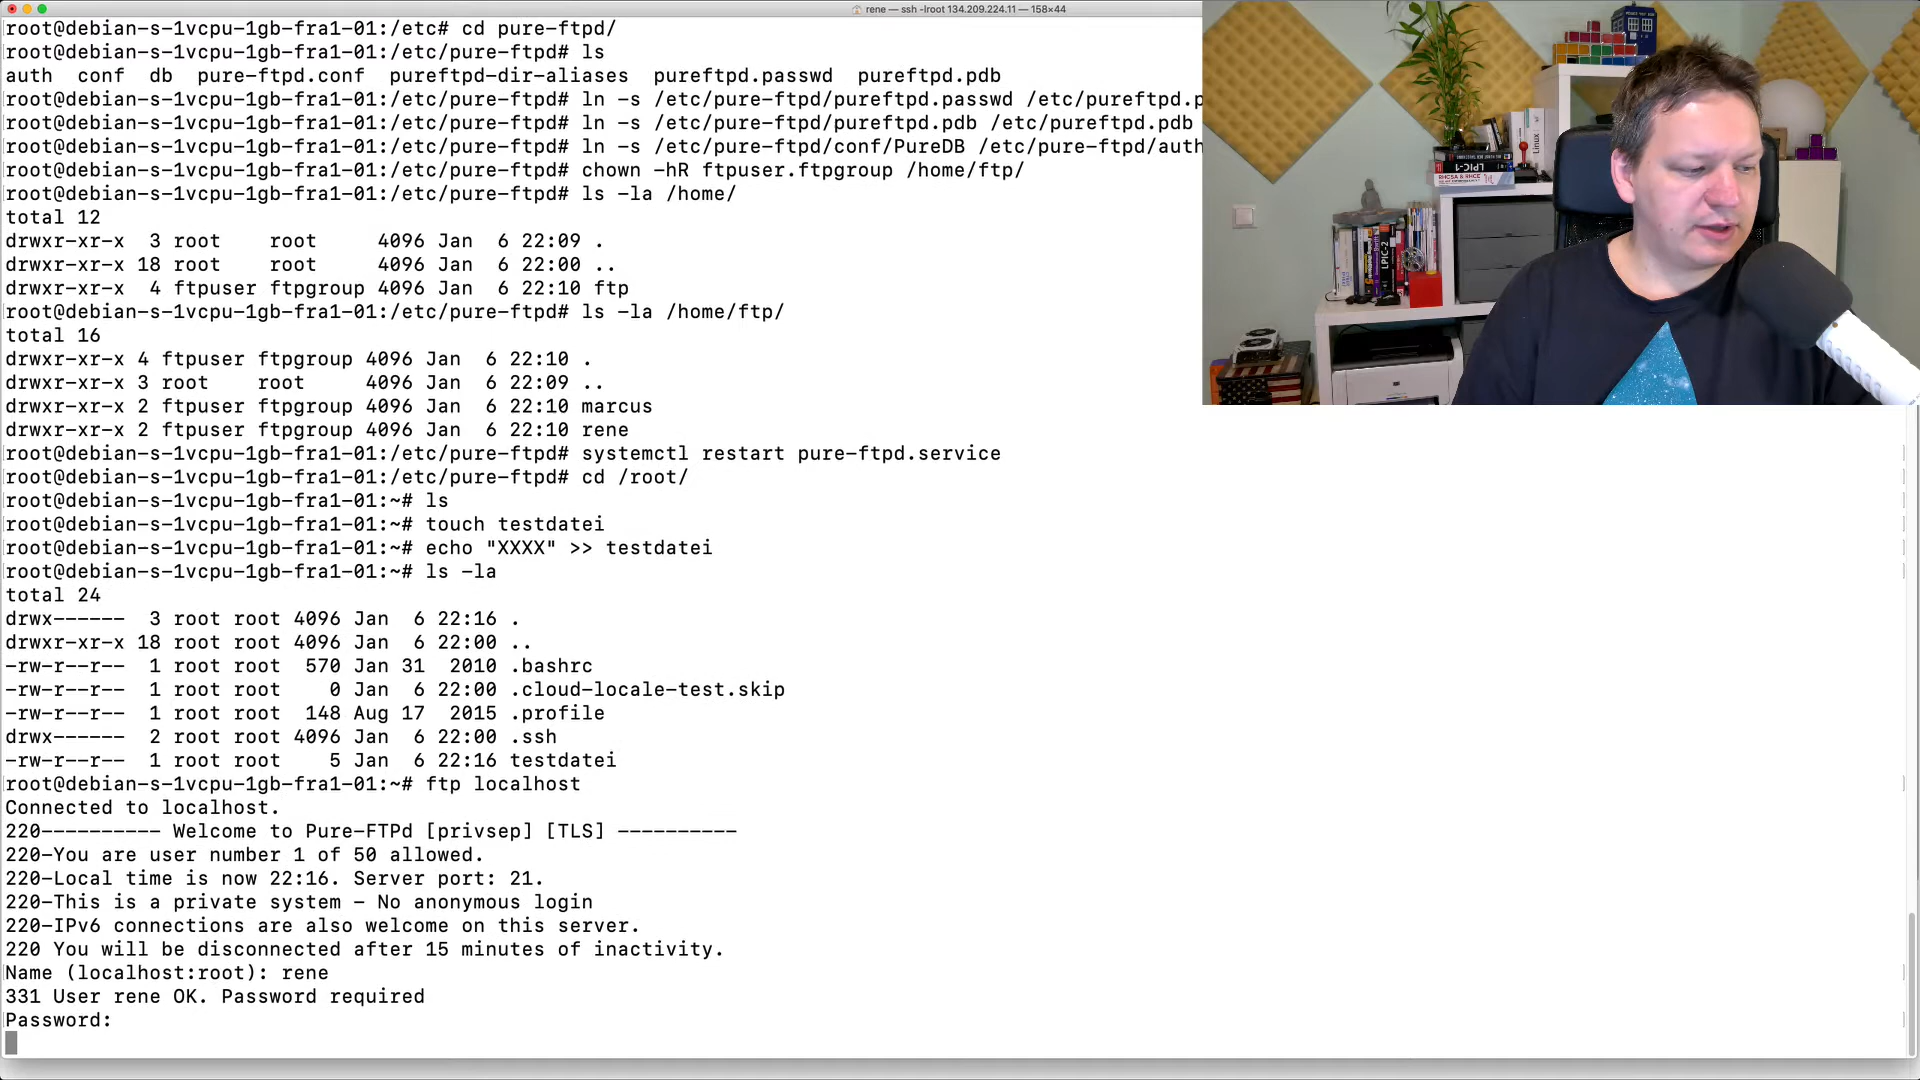 rene — ssh -lroot 134.209.224.11 — 158×44
root@debian-s-1vcpu-1gb-fra1-01:/etc# cd pure-ftpd/
root@debian-s-1vcpu-1gb-fra1-01:/etc/pure-ftpd# ls
auth  conf  db  pure-ftpd.conf  pureftpd-dir-aliases  pureftpd.passwd  pureftpd.pdb
root@debian-s-1vcpu-1gb-fra1-01:/etc/pure-ftpd# ln -s /etc/pure-ftpd/pureftpd.passwd /etc/pureftpd.p
root@debian-s-1vcpu-1gb-fra1-01:/etc/pure-ftpd# ln -s /etc/pure-ftpd/pureftpd.pdb /etc/pureftpd.pdb
root@debian-s-1vcpu-1gb-fra1-01:/etc/pure-ftpd# ln -s /etc/pure-ftpd/conf/PureDB /etc/pure-ftpd/auth
root@debian-s-1vcpu-1gb-fra1-01:/etc/pure-ftpd# chown -hR ftpuser.ftpgroup /home/ftp/
root@debian-s-1vcpu-1gb-fra1-01:/etc/pure-ftpd# ls -la /home/
total 12
drwxr-xr-x  3 root    root     4096 Jan  6 22:09 .
drwxr-xr-x 18 root    root     4096 Jan  6 22:00 ..
drwxr-xr-x  4 ftpuser ftpgroup 4096 Jan  6 22:10 ftp
root@debian-s-1vcpu-1gb-fra1-01:/etc/pure-ftpd# ls -la /home/ftp/
total 16
drwxr-xr-x 4 ftpuser ftpgroup 4096 Jan  6 22:10 .
drwxr-xr-x 3 root    root     4096 Jan  6 22:09 ..
drwxr-xr-x 2 ftpuser ftpgroup 4096 Jan  6 22:10 marcus
drwxr-xr-x 2 ftpuser ftpgroup 4096 Jan  6 22:10 rene
root@debian-s-1vcpu-1gb-fra1-01:/etc/pure-ftpd# systemctl restart pure-ftpd.service
root@debian-s-1vcpu-1gb-fra1-01:/etc/pure-ftpd# cd /root/
root@debian-s-1vcpu-1gb-fra1-01:~# ls
root@debian-s-1vcpu-1gb-fra1-01:~# touch testdatei
root@debian-s-1vcpu-1gb-fra1-01:~# echo "XXXX" >> testdatei
root@debian-s-1vcpu-1gb-fra1-01:~# ls -la
total 24
drwx------  3 root root 4096 Jan  6 22:16 .
drwxr-xr-x 18 root root 4096 Jan  6 22:00 ..
-rw-r--r--  1 root root  570 Jan 31  2010 .bashrc
-rw-r--r--  1 root root    0 Jan  6 22:00 .cloud-locale-test.skip
-rw-r--r--  1 root root  148 Aug 17  2015 .profile
drwx------  2 root root 4096 Jan  6 22:00 .ssh
-rw-r--r--  1 root root    5 Jan  6 22:16 testdatei
root@debian-s-1vcpu-1gb-fra1-01:~# ftp localhost
Connected to localhost.
220---------- Welcome to Pure-FTPd [privsep] [TLS] ----------
220-You are user number 1 of 50 allowed.
220-Local time is now 22:16. Server port: 21.
220-This is a private system - No anonymous login
220-IPv6 connections are also welcome on this server.
220 You will be disconnected after 15 minutes of inactivity.
Name (localhost:root): rene
331 User rene OK. Password required
Password:
LPIC-1
RHCSA & RHCE
Linux
LPIC-2